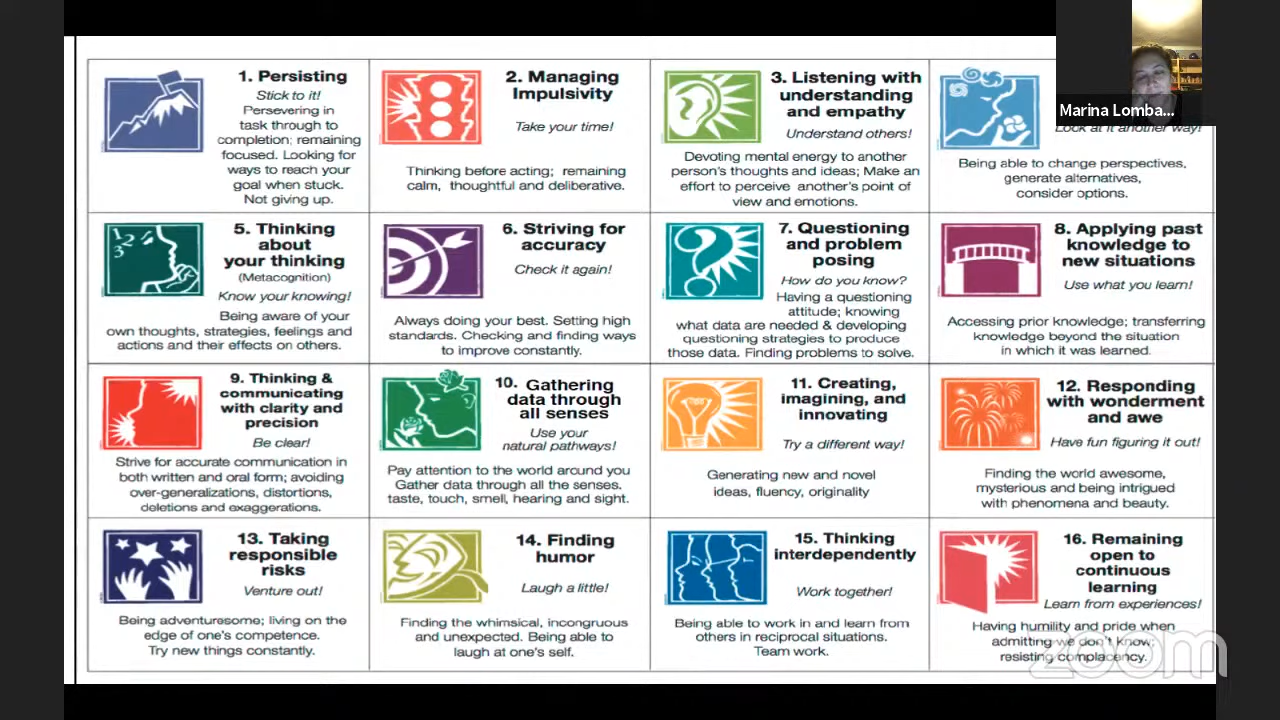 1. Persisting
Stick to it!
Persevering in
task through to
completion; remaining
focused. Looking for
ways to reach your
goal when stuck.
Not giving up.
2. Managing
Impulsivity
Take your time!
Thinking before acting; remaining
calm, thoughtful and deliberative.
3. Listening with
understanding
and empathy
Understand others!
Devoting mental energy to another
person's thoughts and ideas; Make an
effort to perceive another's point of
view and emotions.
Marina Lomba...
Look at it another way!
Being able to change perspectives,
generate alternatives,
consider options.
1 2
3
5. Thinking
about
your thinking
(Metacognition)
Know your knowing!
Being aware of your
own thoughts, strategies, feelings and
actions and their effects on others.
6. Striving for
accuracy
Check it again!
Always doing your best. Setting high
standards. Checking and finding ways
to improve constantly.
7. Questioning
and problem
posing
How do you know?
Having a questioning
attitude; knowing
what data are needed & developing
questioning strategies to produce
those data. Finding problems to solve.
8. Applying past
knowledge to
new situations
Use what you learn!
Accessing prior knowledge; transferring
knowledge beyond the situation
in which it was learned.
9. Thinking &
communicating
with clarity and
precision
Be clear!
Strive for accurate communication in
both written and oral form; avoiding
over-generalizations, distortions,
deletions and exaggerations.
10. Gathering
data through
all senses
Use your
natural pathways!
Pay attention to the world around you
Gather data through all the senses.
taste, touch, smell, hearing and sight.
11. Creating,
imagining, and
innovating
Try a different way!
Generating new and novel
ideas, fluency, originality
12. Responding
with wonderment
and awe
Have fun figuring it out!
Finding the world awesome,
mysterious and being intrigued
with phenomena and beauty.
13. Taking
responsible
risks
Venture out!
Being adventuresome; living on the
edge of one's competence.
Try new things constantly.
14. Finding
humor
Laugh a little!
Finding the whimsical, incongruous
and unexpected. Being able to
laugh at one's self.
15. Thinking
interdependently
Work together!
Being able to work in and learn from
others in reciprocal situations.
Team work.
16. Remaining
open to
continuous
learning
Learn from experiences!
Having humility and pride when
admitting we don't know;
resisting complacency.
zoom